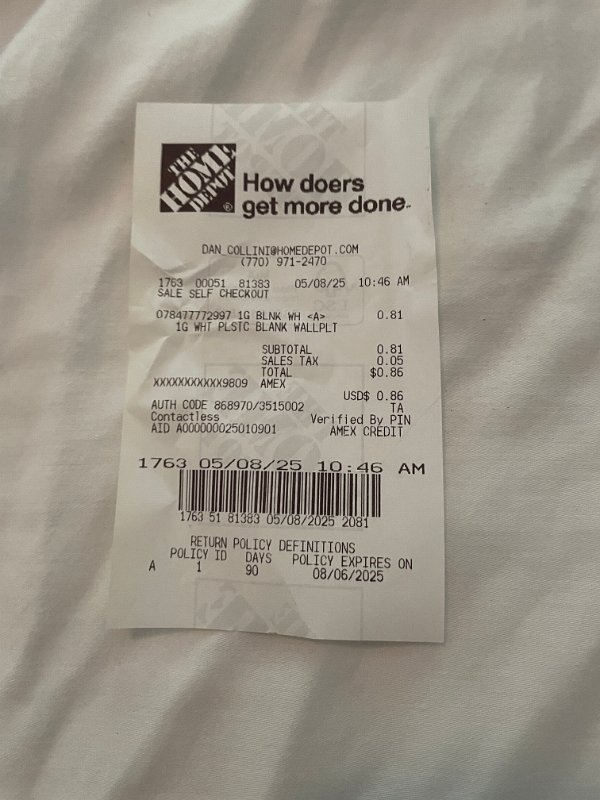 THE
HOME
DEPOT
®
How doers
get more done.
DAN_COLLINI@HOMEDEPOT.COM
(770) 971-2470
1763 00051 81383 05/08/25 10:46 AM
SALE SELF CHECKOUT
078477772997 1G BLNK WH <A> 0.81
1G WHT PLSTC BLANK WALLPLT
SUBTOTAL 0.81
SALES TAX 0.05
TOTAL $0.86
XXXXXXXXXXX9809 AMEX
USD$ 0.86
AUTH CODE 868970/3515002 TA
Contactless Verified By PIN
AID A000000025010901 AMEX CREDIT
1763 05/08/25 10:46 AM
1763 51 81383 05/08/2025 2081
RETURN POLICY DEFINITIONS
POLICY ID DAYS POLICY EXPIRES ON
A 1 90 08/06/2025